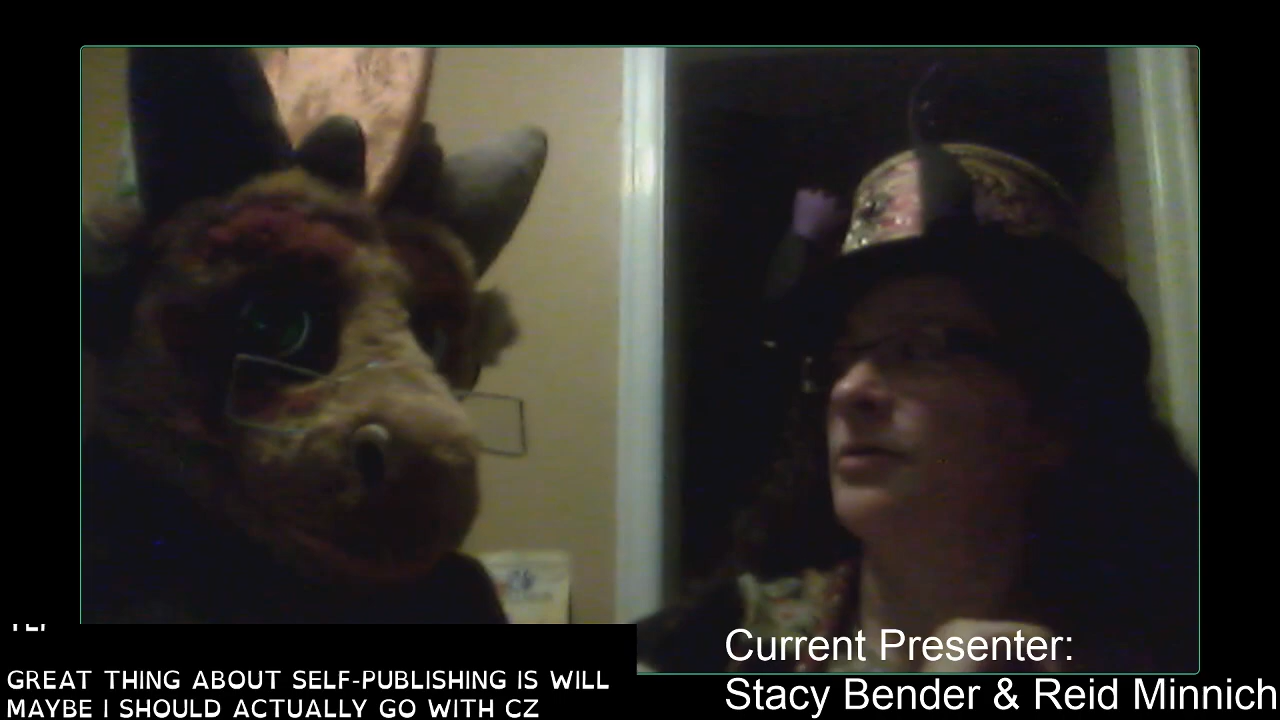 GREAT THING ABOUT SELF-PUBLISHING IS WILL
MAYBE I SHOULD ACTUALLY GO WITH CZ
Current Presenter:
Stacy Bender & Reid Minnich